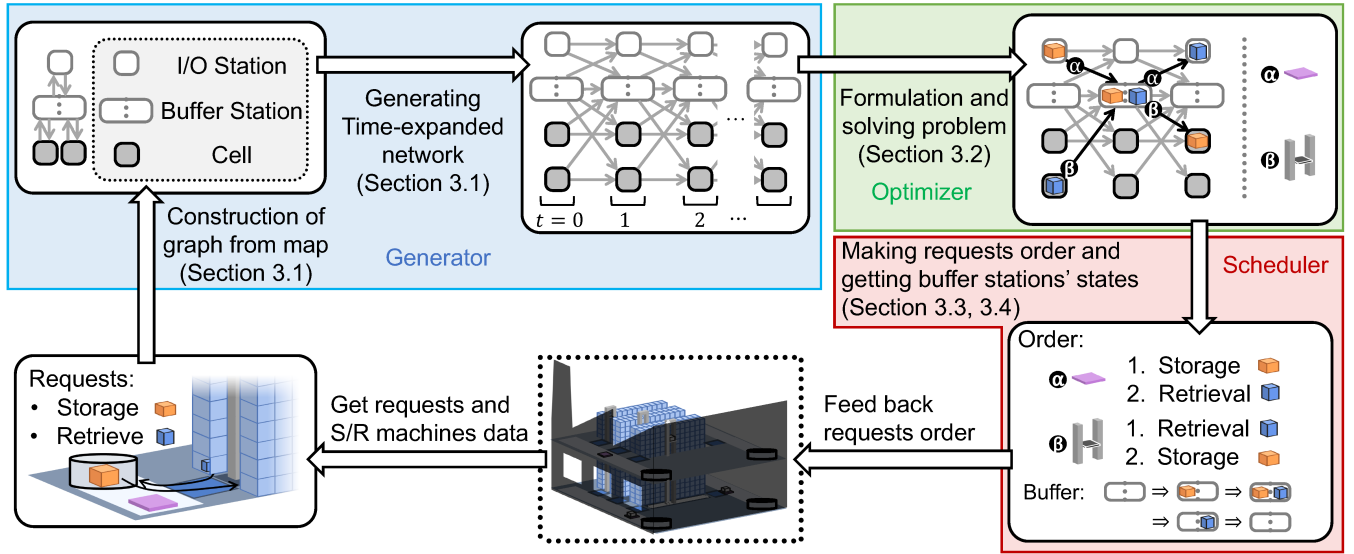 I/O Station
Buffer Station
Cell
Generating
Time-expanded
network
(Section 3.1)
...
t = 0 1 2 ...
Construction of
graph from map
(Section 3.1)
Generator
Formulation and
solving problem
(Section 3.2)
Optimizer
α
α
β
β
α
β
Making requests order and
getting buffer stations' states
(Section 3.3, 3.4)
Scheduler
Order:
α
1. Storage
2. Retrieval
β
1. Retrieval
2. Storage
Buffer: ⇒ ⇒
⇒ ⇒
Feed back
requests order
Get requests and
S/R machines data
Requests:
• Storage
• Retrieve